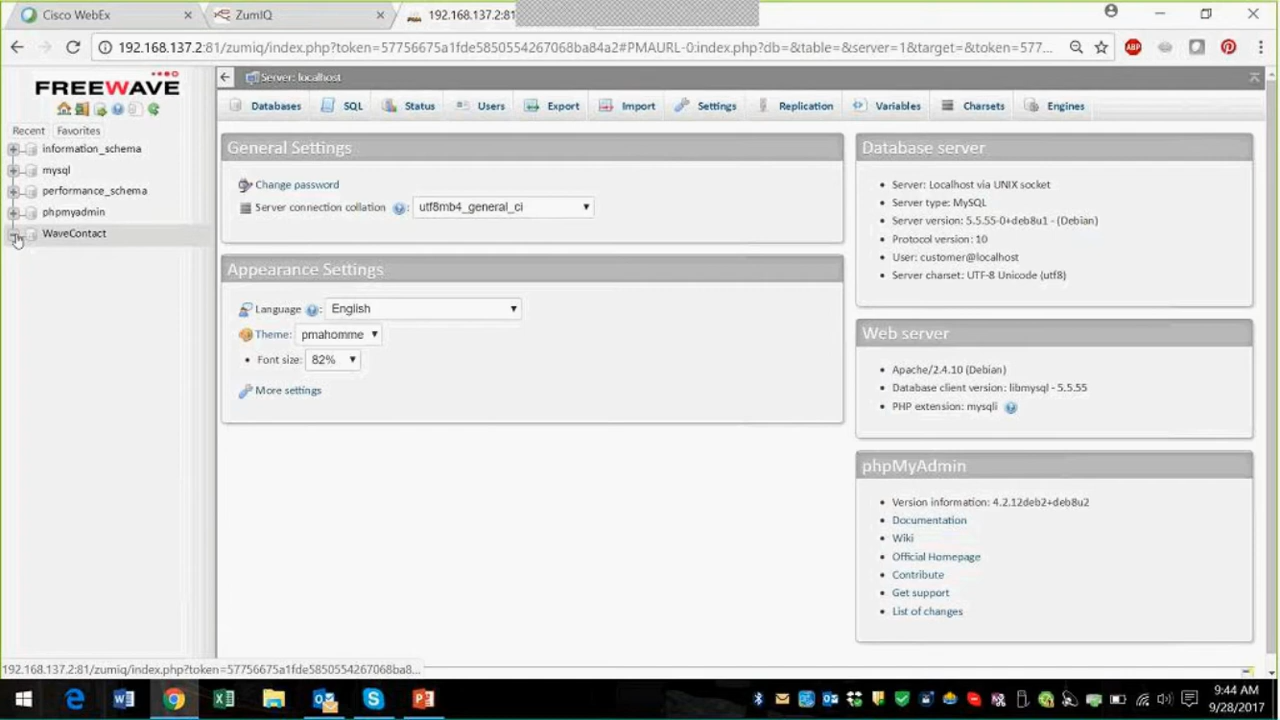 Cisco WebEx
ZumIQ
192.168.137.2:81
192.168.137.2:81/zumiq/index.php?token=57756675a1fde5850554267068ba84a2#PMAURL-0:index.php?db=&table=&server=1&target=&token=577...
ABP
FREEWAVE
Server: localhost
Databases SQL Status Users Export Import Settings Replication Variables Charsets Engines
Recent Favorites
information_schema
mysql
performance_schema
phpmyadmin
WaveContact
General Settings
Change password
Server connection collation : utf8mb4_general_ci
Appearance Settings
Language : English
Theme: pmahomme
Font size: 82%
More settings
Database server
Server: Localhost via UNIX socket
Server type: MySQL
Server version: 5.5.55-0+deb8u1 - (Debian)
Protocol version: 10
User: customer@localhost
Server charset: UTF-8 Unicode (utf8)
Web server
Apache/2.4.10 (Debian)
Database client version: libmysql - 5.5.55
PHP extension: mysqli
phpMyAdmin
Version information: 4.2.12deb2+deb8u2
Documentation
Wiki
Official Homepage
Contribute
Get support
List of changes
192.168.137.2:81/zumiq/index.php?token=57756675a1fde5850554267068ba8...
9:44 AM
9/28/2017